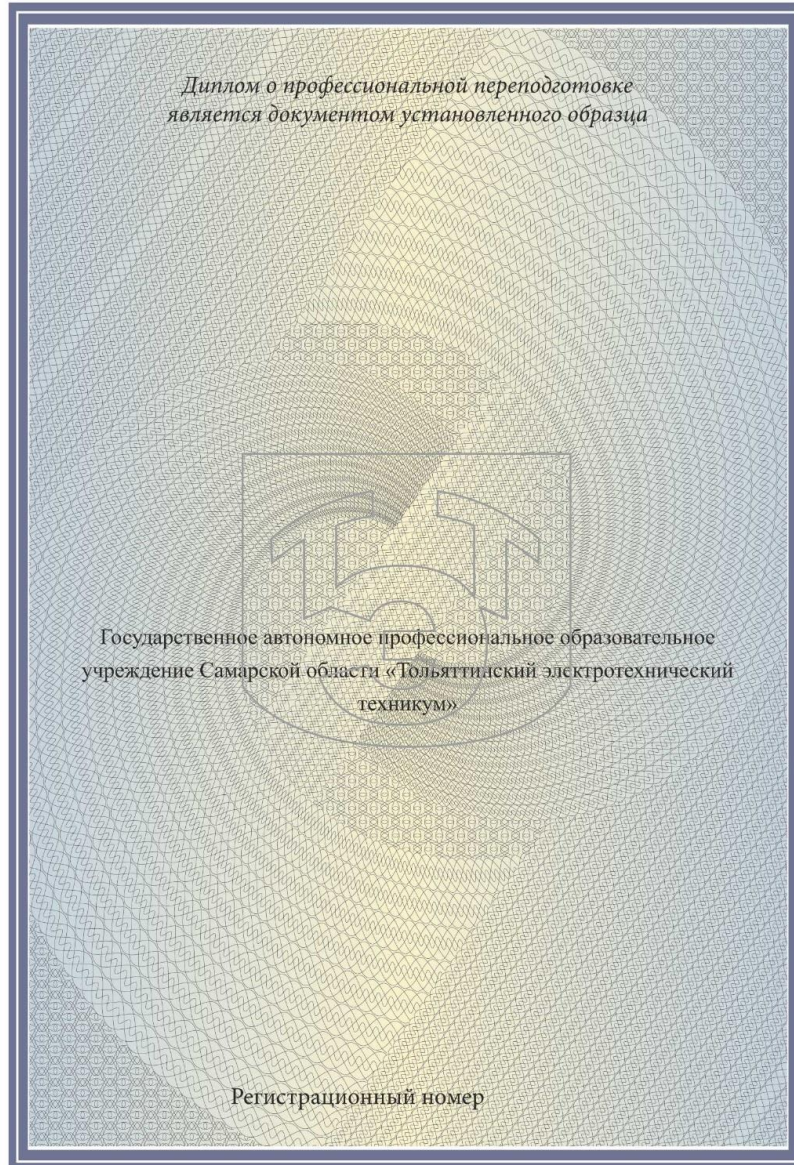 Диплом о профессиональной переподготовке
является документом установленного образца
ТЭТ
Государственное автономное профессиональное образовательное
учреждение Самарской области «Тольяттинский электротехнический
техникум»
Регистрационный номер